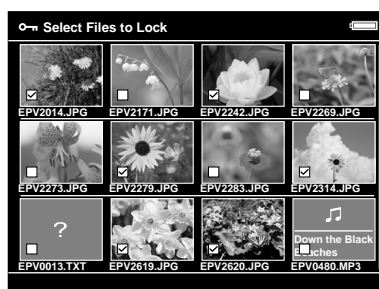 Select Files to Lock
EPV2014.JPG EPV2171.JPG EPV2242.JPG EPV2269.JPG
EPV2273.JPG EPV2279.JPG EPV2283.JPG EPV2314.JPG
?
Down the Black
Beaches
EPV0013.TXT EPV2619.JPG EPV2620.JPG EPV0480.MP3